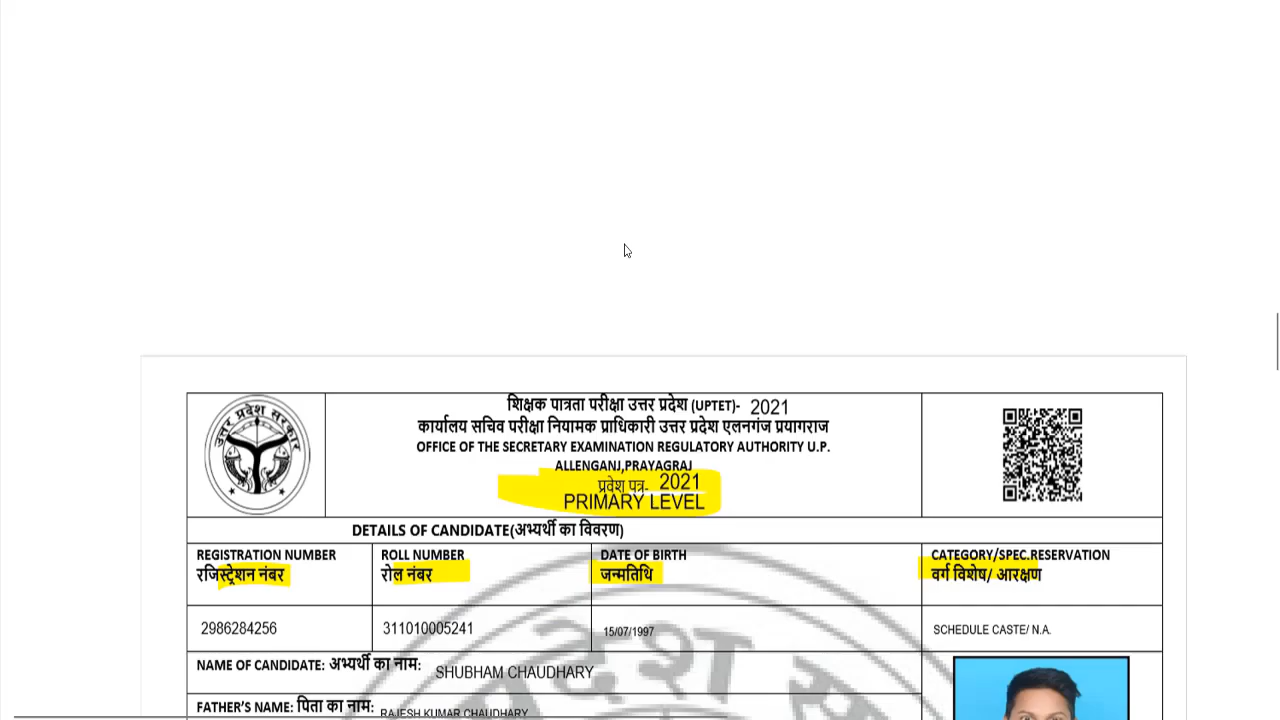 उत्तर प्रदेश सरकार
शिक्षक पात्रता परीक्षा उत्तर प्रदेश (UPTET)- 2021
कार्यालय सचिव परीक्षा नियामक प्राधिकारी उत्तर प्रदेश एलनगंज प्रयागराज
OFFICE OF THE SECRETARY EXAMINATION REGULATORY AUTHORITY U.P.
ALLENGANJ,PRAYAGRAJ
प्रवेश पत्र- 2021
PRIMARY LEVEL
DETAILS OF CANDIDATE(अभ्यर्थी का विवरण)
REGISTRATION NUMBER ROLL NUMBER DATE OF BIRTH CATEGORY/SPEC.RESERVATION
रजिस्ट्रेशन नंबर रोल नंबर जन्मतिथि वर्ग विशेष/ आरक्षण
2986284256 311010005241 15/07/1997 SCHEDULE CASTE/ N.A.
NAME OF CANDIDATE: अभ्यर्थी का नाम: SHUBHAM CHAUDHARY
FATHER'S NAME: पिता का नाम: RAJESH KUMAR CHAUDHARY